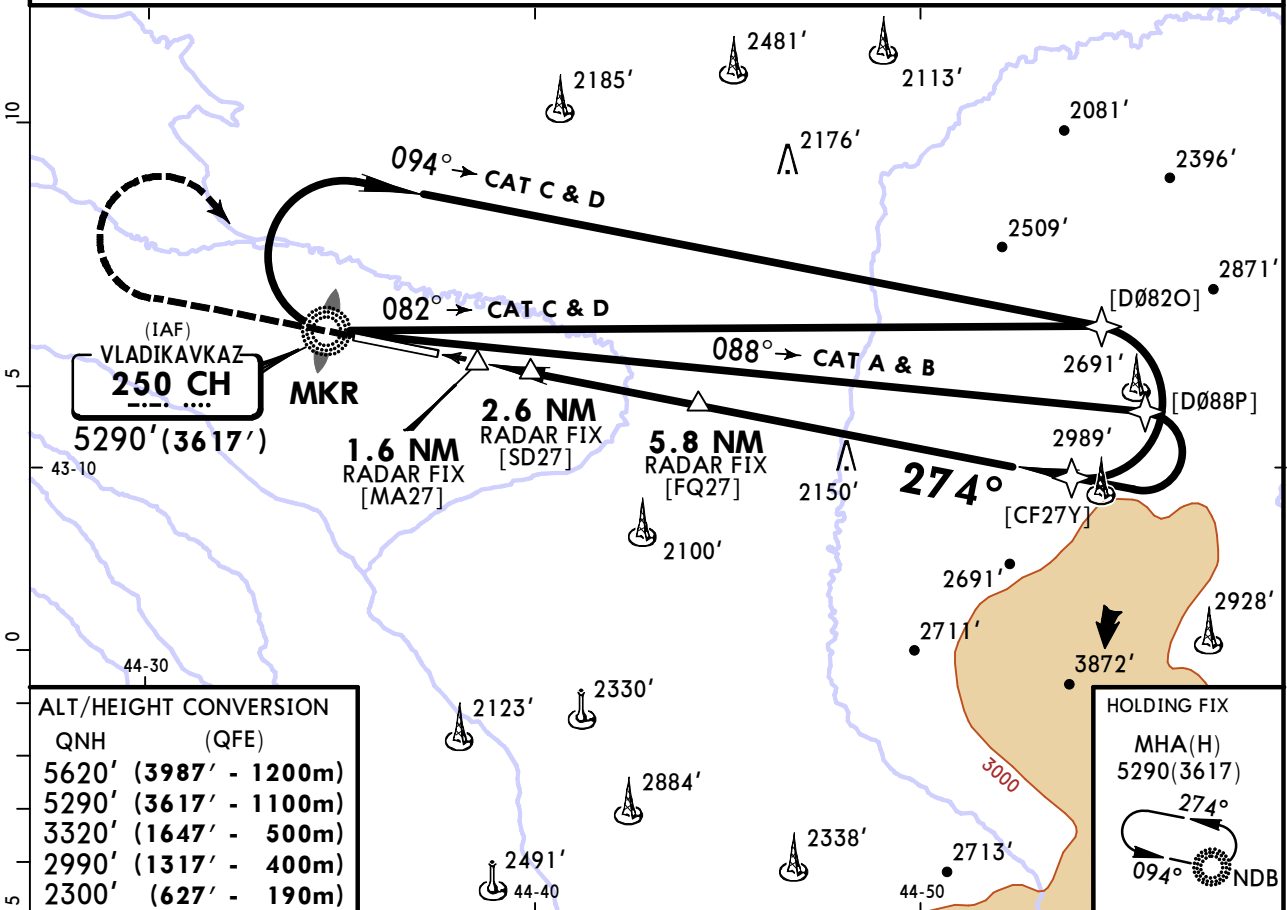 2481'
2113'
2185'
2081'
10
2176'
2396'
094° → CAT C & D
2509'
2871'
[DØ82O]
082° → CAT C & D
(IAF)
VLADIKAVKAZ
250 CH
-.-. ....
5290' (3617')
MKR
088° → CAT A & B
2691'
[DØ88P]
5
2.6 NM
RADAR FIX
[SD27]
1.6 NM
RADAR FIX
[MA27]
5.8 NM
RADAR FIX
[FQ27]
2989'
43-10
2150'
274°
[CF27Y]
2100'
2691'
2928'
2711'
0
3872'
44-30
2330'
2123'
3000
2884'
2338'
2713'
2491'
44-40
44-50
5
ALT/HEIGHT CONVERSION
QNH (QFE)
5620' (3987' - 1200m)
5290' (3617' - 1100m)
3320' (1647' - 500m)
2990' (1317' - 400m)
2300' (627' - 190m)
HOLDING FIX
MHA(H)
5290(3617)
274°
094°
NDB